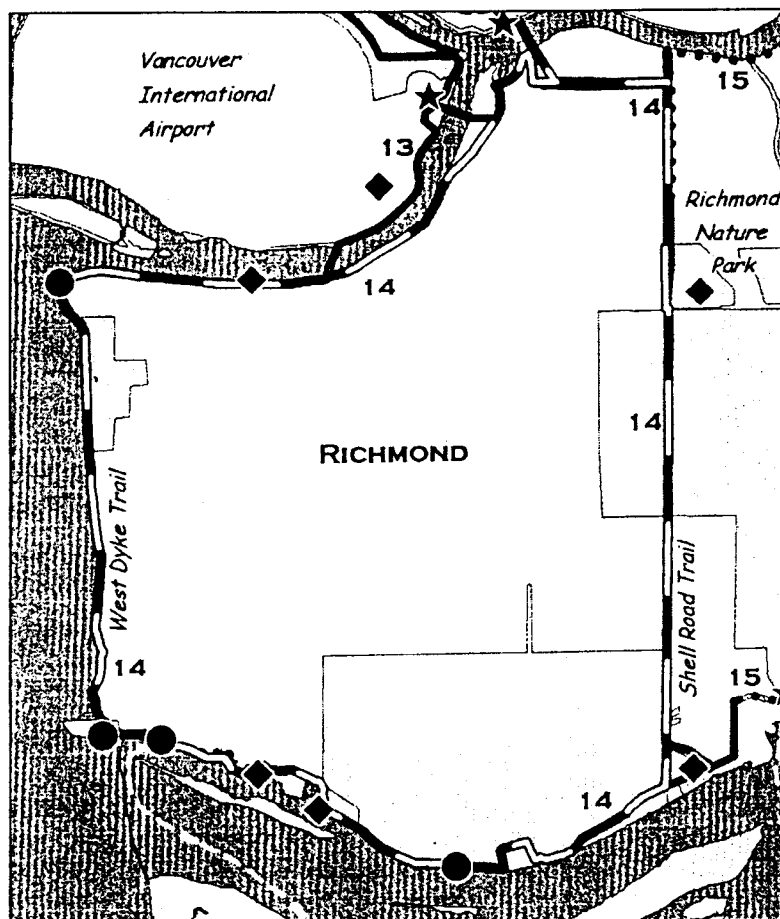 Vancouver
International
Airport
13
14
15
Richmond
Nature
Park
14
14
RICHMOND
West Dyke Trail
Shell Road Trail
14
15
14